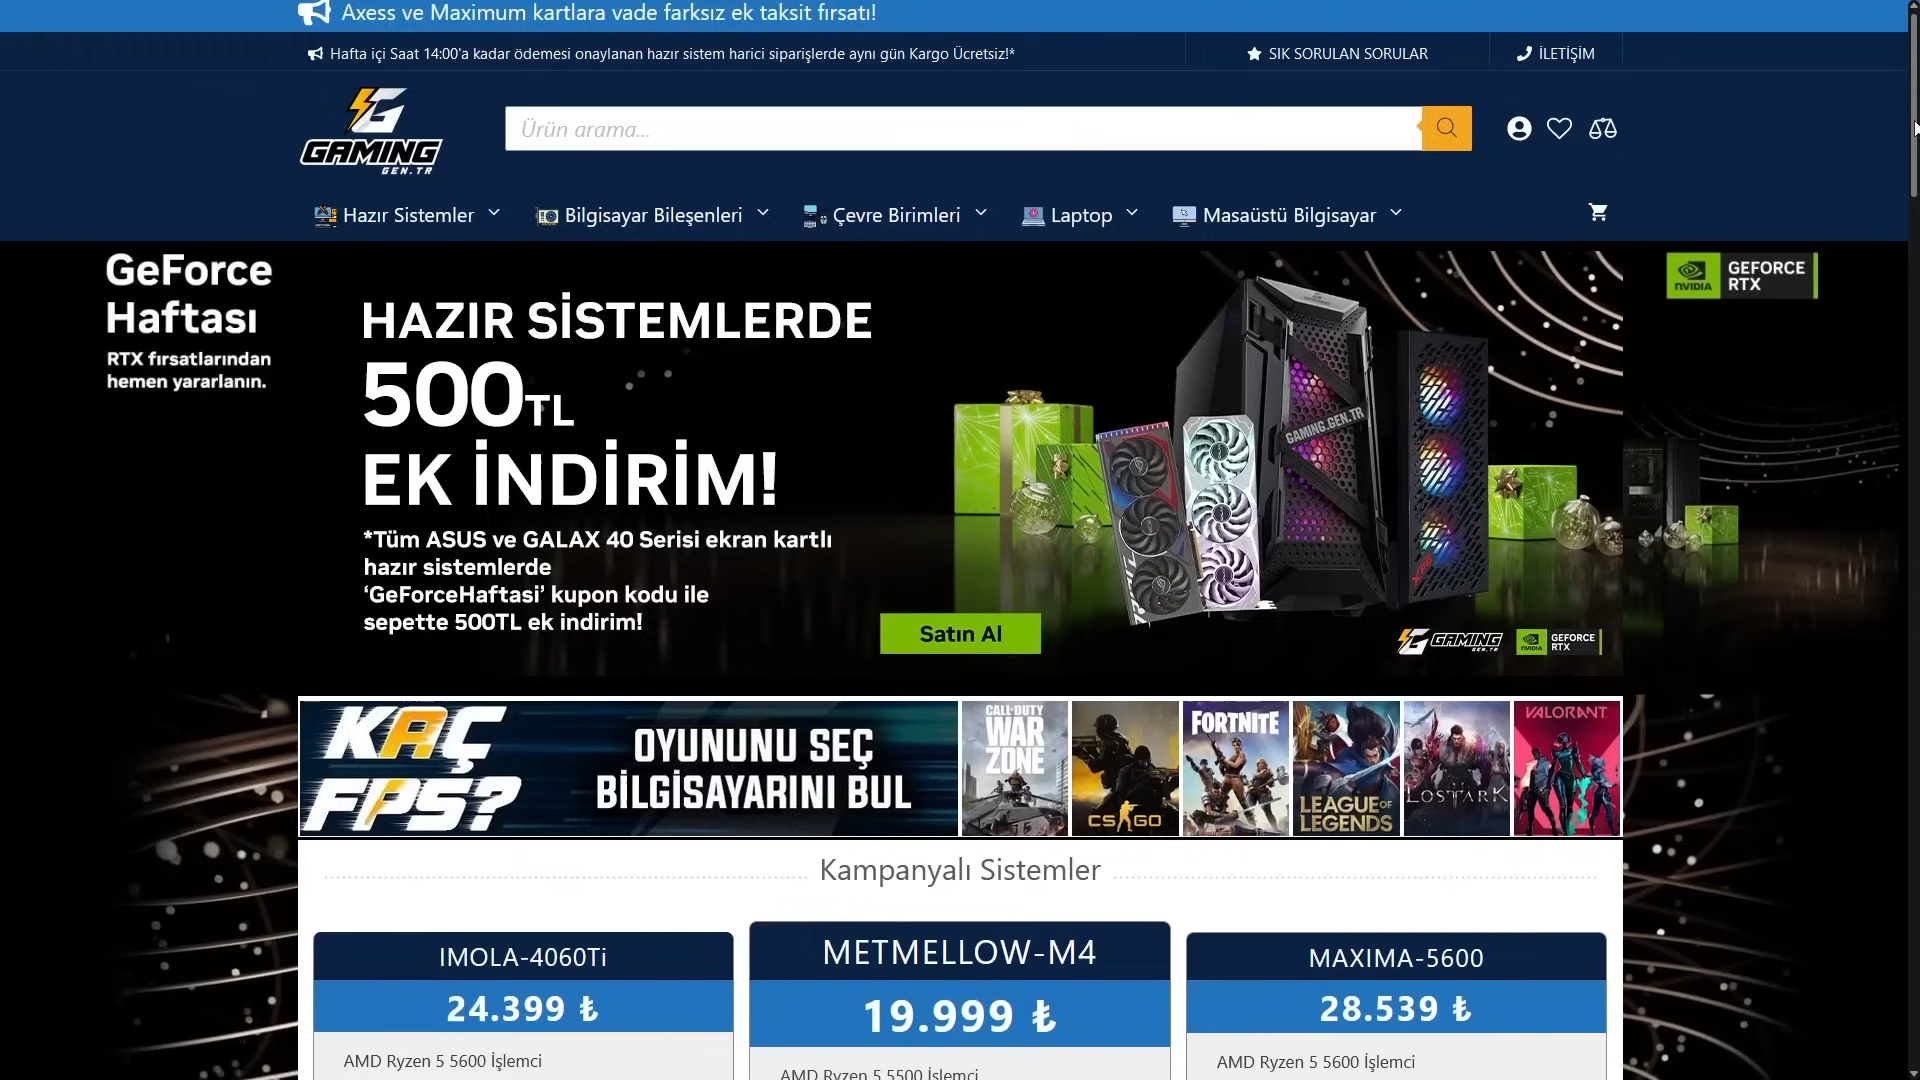 Axess ve Maximum kartlara vade farksız ek taksit fırsatı!
Hafta içi Saat 14:00'a kadar ödemesi onaylanan hazır sistem harici siparişlerde aynı gün Kargo Ücretsiz!*
SIK SORULAN SORULAR
İLETİŞİM
GAMING
GEN.TR
Ürün arama...
Hazır Sistemler
Bilgisayar Bileşenleri
Çevre Birimleri
Laptop
Masaüstü Bilgisayar
GeForce
Haftası
RTX fırsatlarından
hemen yararlanın.
HAZIR SİSTEMLERDE
500TL
EK İNDİRİM!
*Tüm ASUS ve GALAX 40 Serisi ekran kartlı
hazır sistemlerde
‘GeForceHaftasi’ kupon kodu ile
sepette 500TL ek indirim!
Satın Al
GAMING.GEN.TR
GAMING
GEN.TR
NVIDIA
GEFORCE
RTX
NVIDIA
GEFORCE
RTX
KAÇ
FPS?
OYUNUNU SEÇ
BİLGİSAYARINI BUL
CALL OF DUTY
WAR
ZONE
CS GO
FORTNITE
LEAGUE OF
LEGENDS
LOST ARK
VALORANT
Kampanyalı Sistemler
IMOLA-4060Ti
24.399 ₺
AMD Ryzen 5 5600 İşlemci
METMELLOW-M4
19.999 ₺
AMD Ryzen 5 5500 İşlemci
MAXIMA-5600
28.539 ₺
AMD Ryzen 5 5600 İşlemci